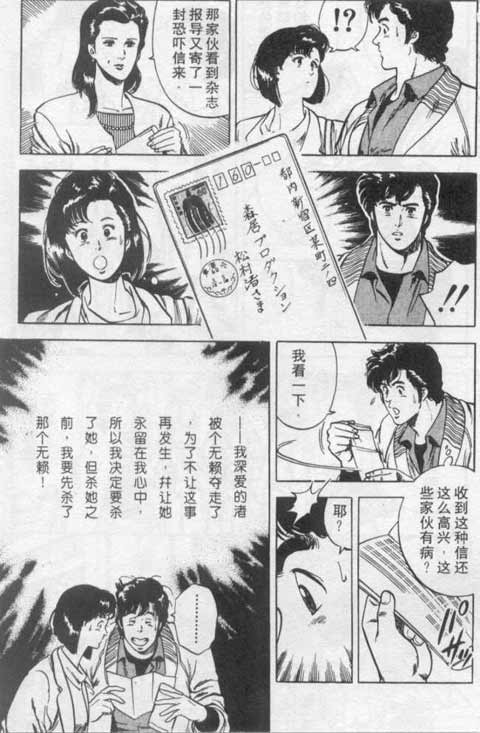 !?
那家伙看到杂志
报导又寄了一
封恐吓信来.
!!
160-
都内新宿区某町二ノ四
森居プロダクション
松村渚さま
我看一下.
收到这种信还
这么高兴，这
些家伙有病？
耶？
——我深爱的渚
被个无赖夺走了
，为了不让这事
再发生，幷让她
永留在我心中，
所以我决定要杀
了她，但杀她之
前，我要先杀了
那个无赖！
…………